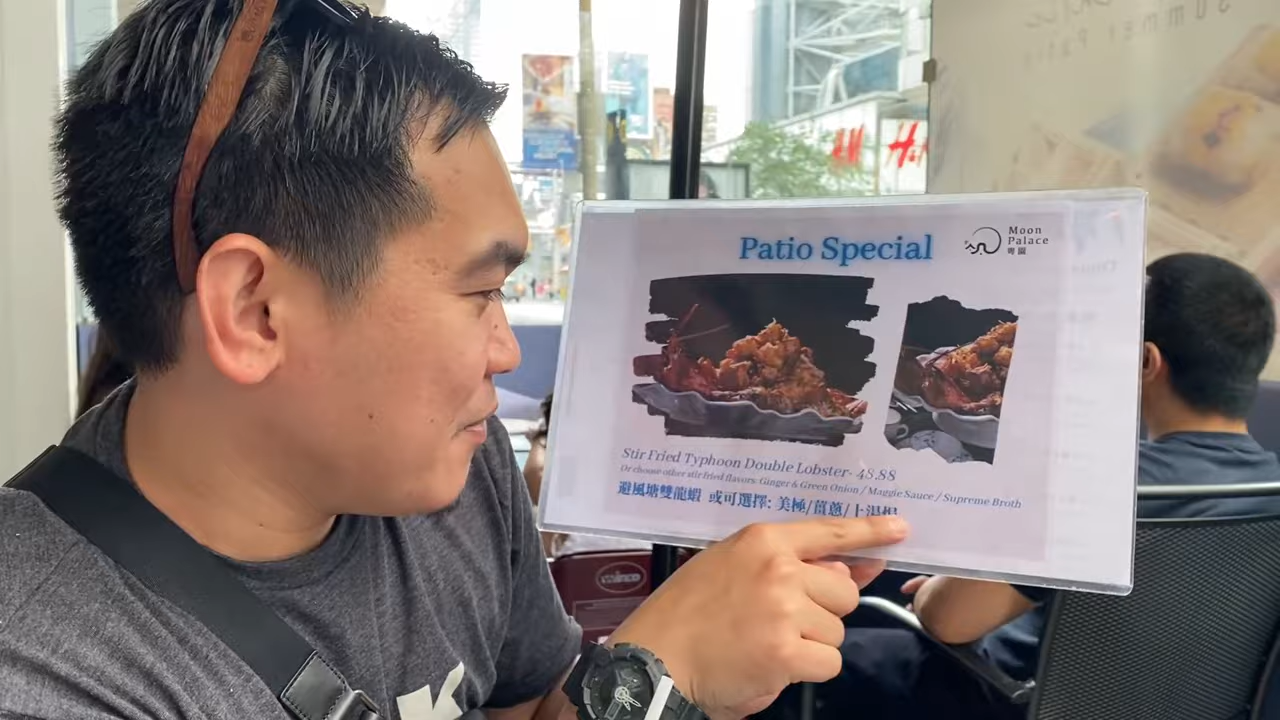 Patio Special
Moon
Palace
粵園
Stir Fried Typhoon Double Lobster- 48.88
Or choose other stir fried flavors: Ginger & Green Onion / Maggie Sauce / Supreme Broth
避風塘雙龍蝦 或可選擇: 美極/薑蔥/上湯焗
H&M